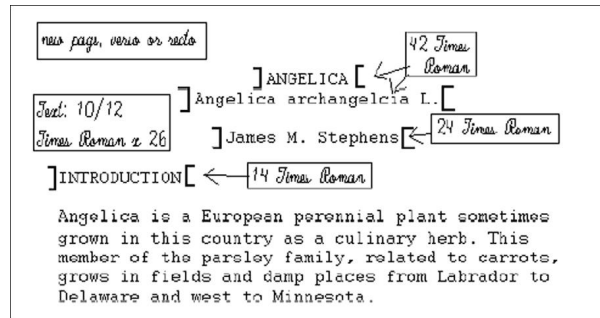 new page, verso or recto
42 Times
Roman
]ANGELICA[
]Angelica archangelcia L.[
Text: 10/12
Times Roman x 26
]James M. Stephens[
24 Times Roman
]INTRODUCTION[
14 Times Roman
Angelica is a European perennial plant sometimes
grown in this country as a culinary herb. This
member of the parsley family, related to carrots,
grows in fields and damp places from Labrador to
Delaware and west to Minnesota.